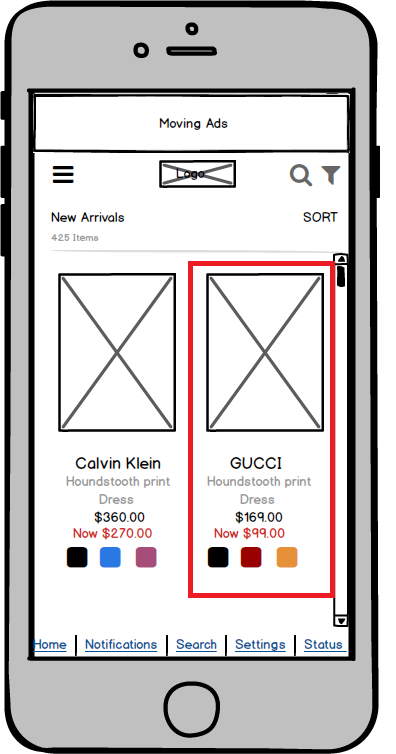 Moving Ads
Logo
New Arrivals SORT
425 Items
Calvin Klein
Houndstooth print
Dress
$360.00
Now $270.00
GUCCI
Houndstooth print
Dress
$169.00
Now $99.00
Home Notifications Search Settings Status